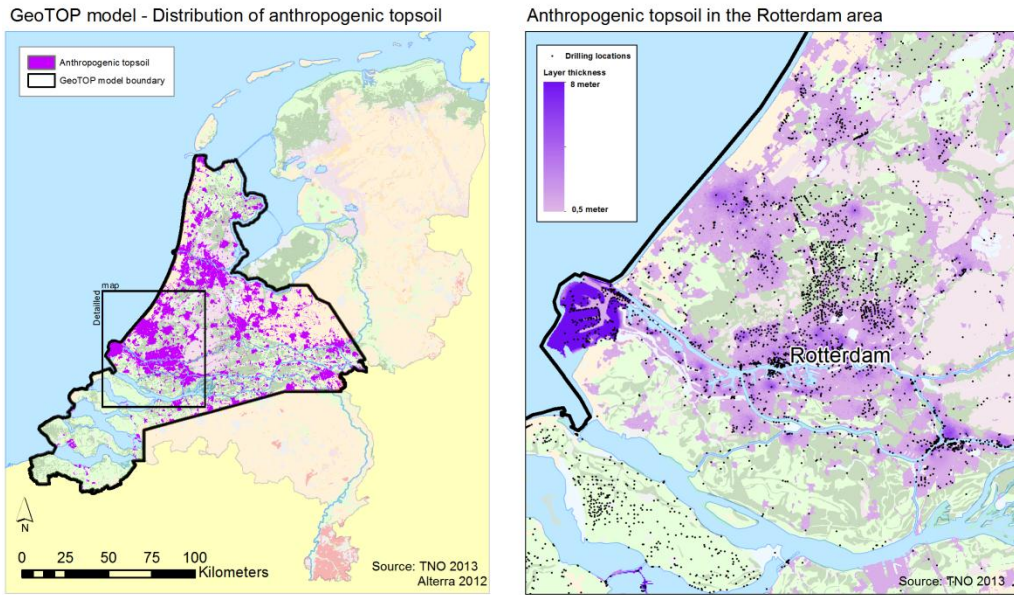 GeoTOP model - Distribution of anthropogenic topsoil
Anthropogenic topsoil
GeoTOP model boundary
Detailled
map
N
0 25 50 75 100
Kilometers
Source: TNO 2013
Alterra 2012
Anthropogenic topsoil in the Rotterdam area
Drilling locations
Layer thickness
8 meter
0,5 meter
Rotterdam
Source: TNO 2013